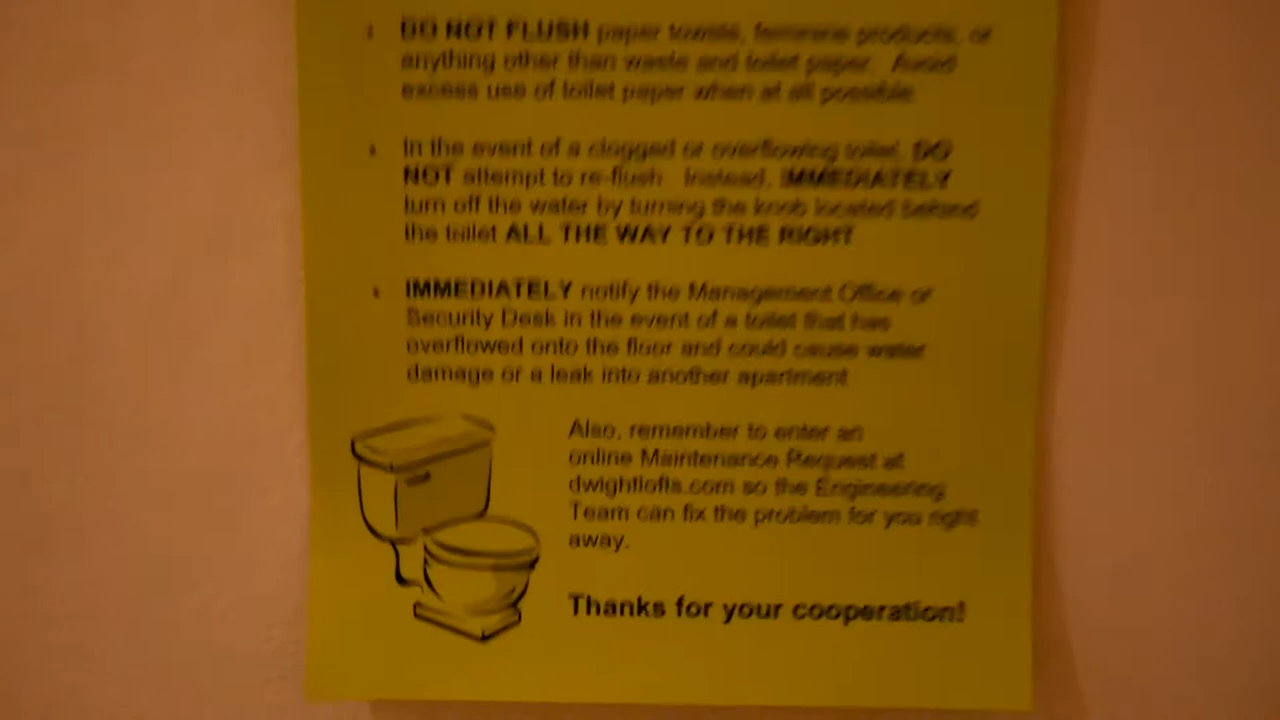 DO NOT FLUSH paper towels, feminine products, or
anything other than waste and toilet paper. Avoid
excess use of toilet paper when at all possible.
In the event of a clogged or overflowing toilet, DO
NOT attempt to re-flush. Instead, IMMEDIATELY
turn off the water by turning the knob located behind
the toilet ALL THE WAY TO THE RIGHT
IMMEDIATELY notify the Management Office or
Security Desk in the event of a toilet that has
overflowed onto the floor and could cause water
damage or a leak into another apartment.
Also, remember to enter an
online Maintenance Request at
dwightlofts.com so the Engineering
Team can fix the problem for you right
away.
Thanks for your cooperation!